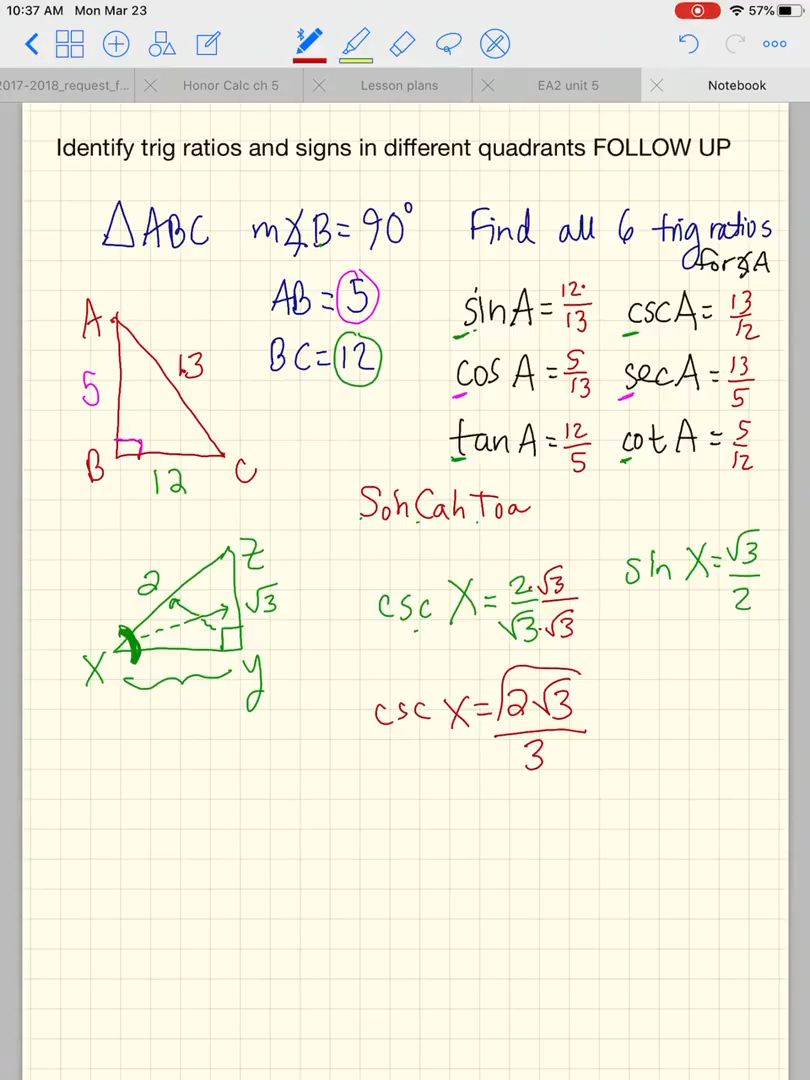 10:37 AM Mon Mar 23 57%
2017-2018_request_f... Honor Calc ch 5 Lesson plans EA2 unit 5 Notebook
Identify trig ratios and signs in different quadrants FOLLOW UP
△ABC m∡B = 90° Find all 6 trig ratios
for∡A
AB = 5
BC = 12
sin A = 12/13 csc A = 13/12
cos A = 5/13 sec A = 13/5
tan A = 12/5 cot A = 5/12
A
5
13
B
C
12
Soh Cah Toa
Z
2
√3
X
Y
csc X = 2·√3/√3·√3
sin X = √3/2
csc X = 2√3/3